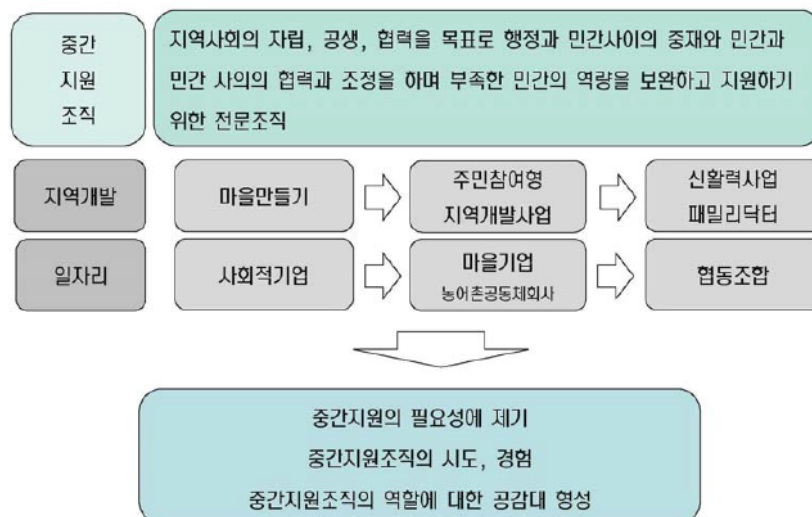 중간
지원
조직
지역사회의 자립, 공생, 협력을 목표로 행정과 민간사이의 중재와 민간과
민간 사의의 협력과 조정을 하며 부족한 민간의 역량을 보완하고 지원하기
위한 전문조직
지역개발
마을만들기
주민참여형
지역개발사업
신활력사업
패밀리닥터
일자리
사회적기업
마을기업
농어촌공동체회사
협동조합
중간지원의 필요성에 제기
중간지원조직의 시도, 경험
중간지원조직의 역할에 대한 공감대 형성